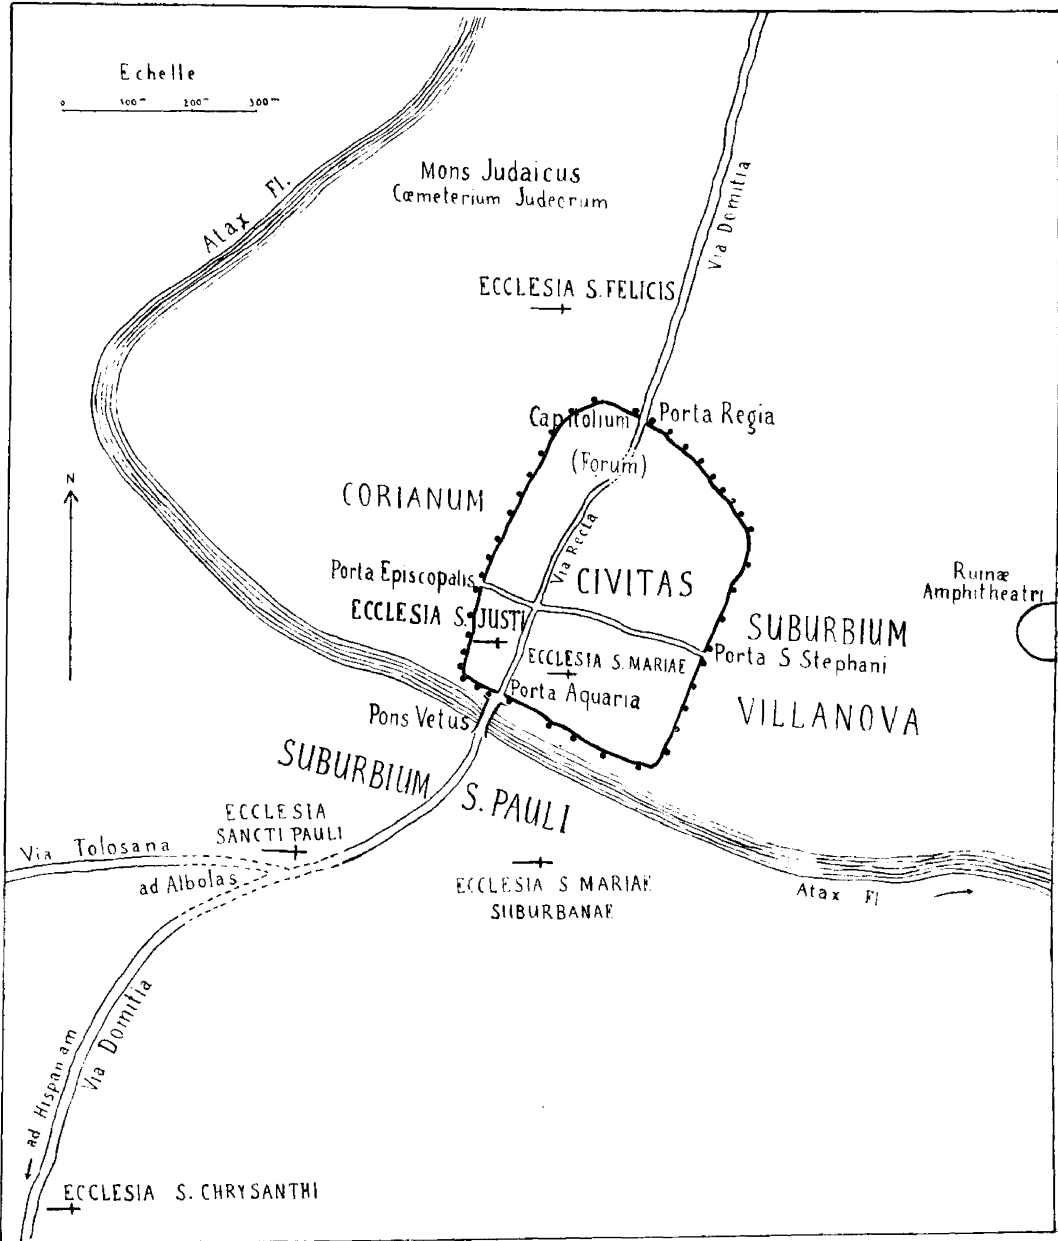 Echelle
0 100m 200m 300m
Atax Fl.
Mons Judaicus
Cœmeterium Judeorum
Via Domitia
ECCLESIA S. FELICIS
Capitolium
Porta Regia
(Forum)
N
CORIANUM
Via Recta
Porta Episcopalis
CIVITAS
Ruinæ
Amphitheatri
ECCLESIA S. JUSTI
SUBURBIUM
ECCLESIA S. MARIAE
Porta S Stephani
Porta Aquaria
Pons Vetus
VILLANOVA
SUBURBIUM
S. PAULI
ECCLESIA
SANCTI PAULI
Via Tolosana
ad Albolas
ECCLESIA S MARIAE
SUBURBANAE
Atax Fl
Via Domitia
ad Hispaniam
ECCLESIA S. CHRYSANTHI